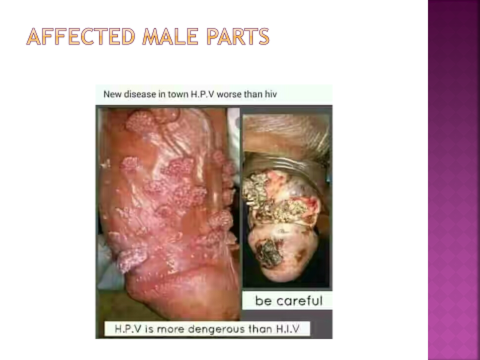 AFFECTED MALE PARTS
New disease in town H.P.V worse than hiv
be careful
H.P.V is more dengerous than H.I.V